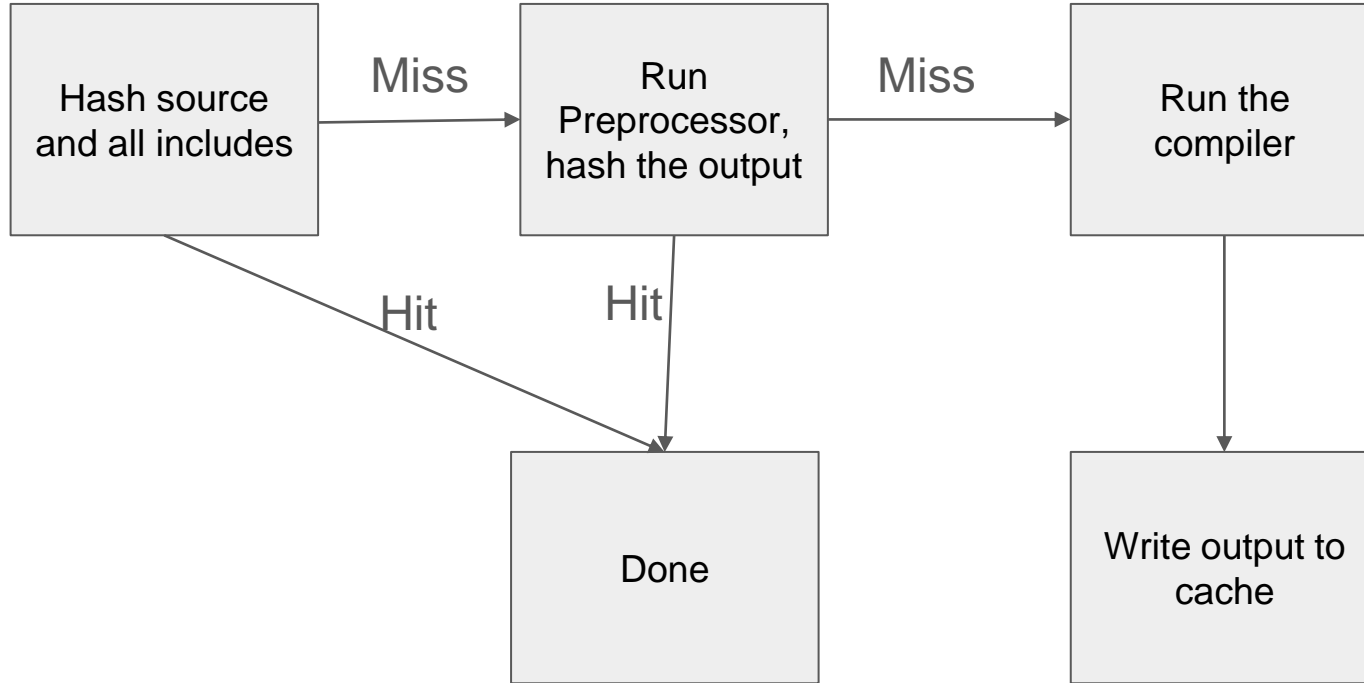 Hash source
and all includes
Miss
Run
Preprocessor,
hash the output
Miss
Run the
compiler
Hit
Hit
Done
Write output to
cache